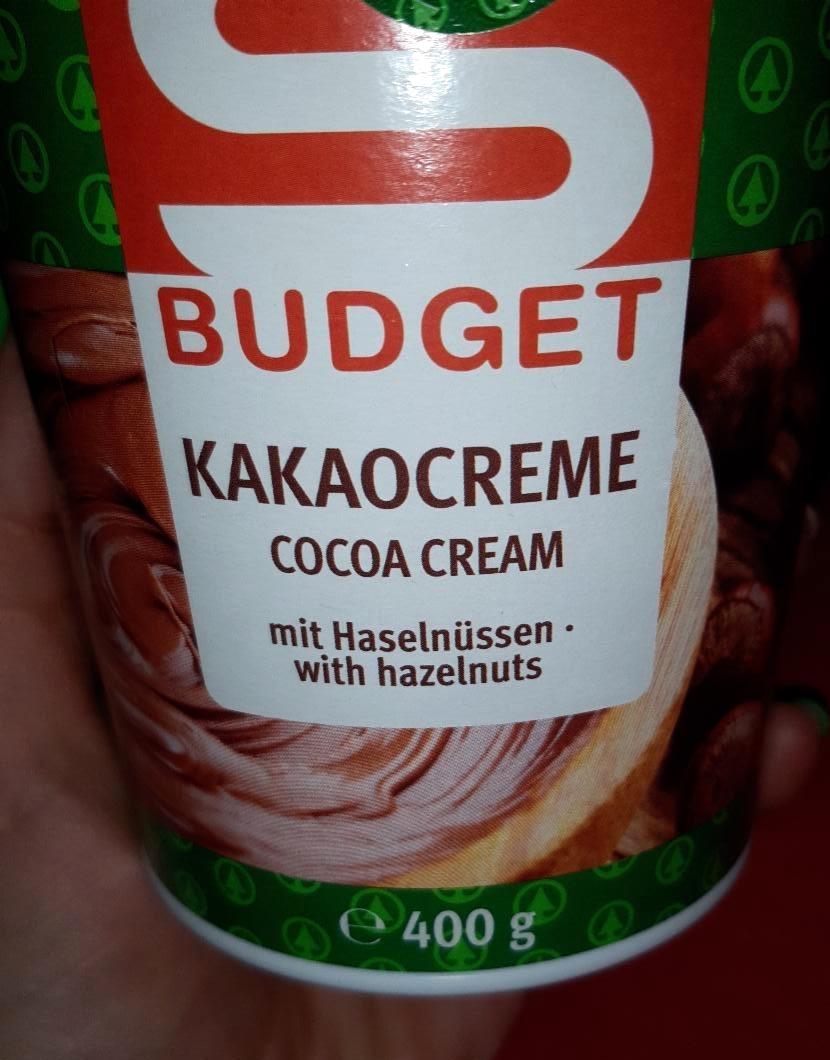 BUDGET
KAKAOCREME
COCOA CREAM
mit Haselnüssen ·
with hazelnuts
℮ 400 g